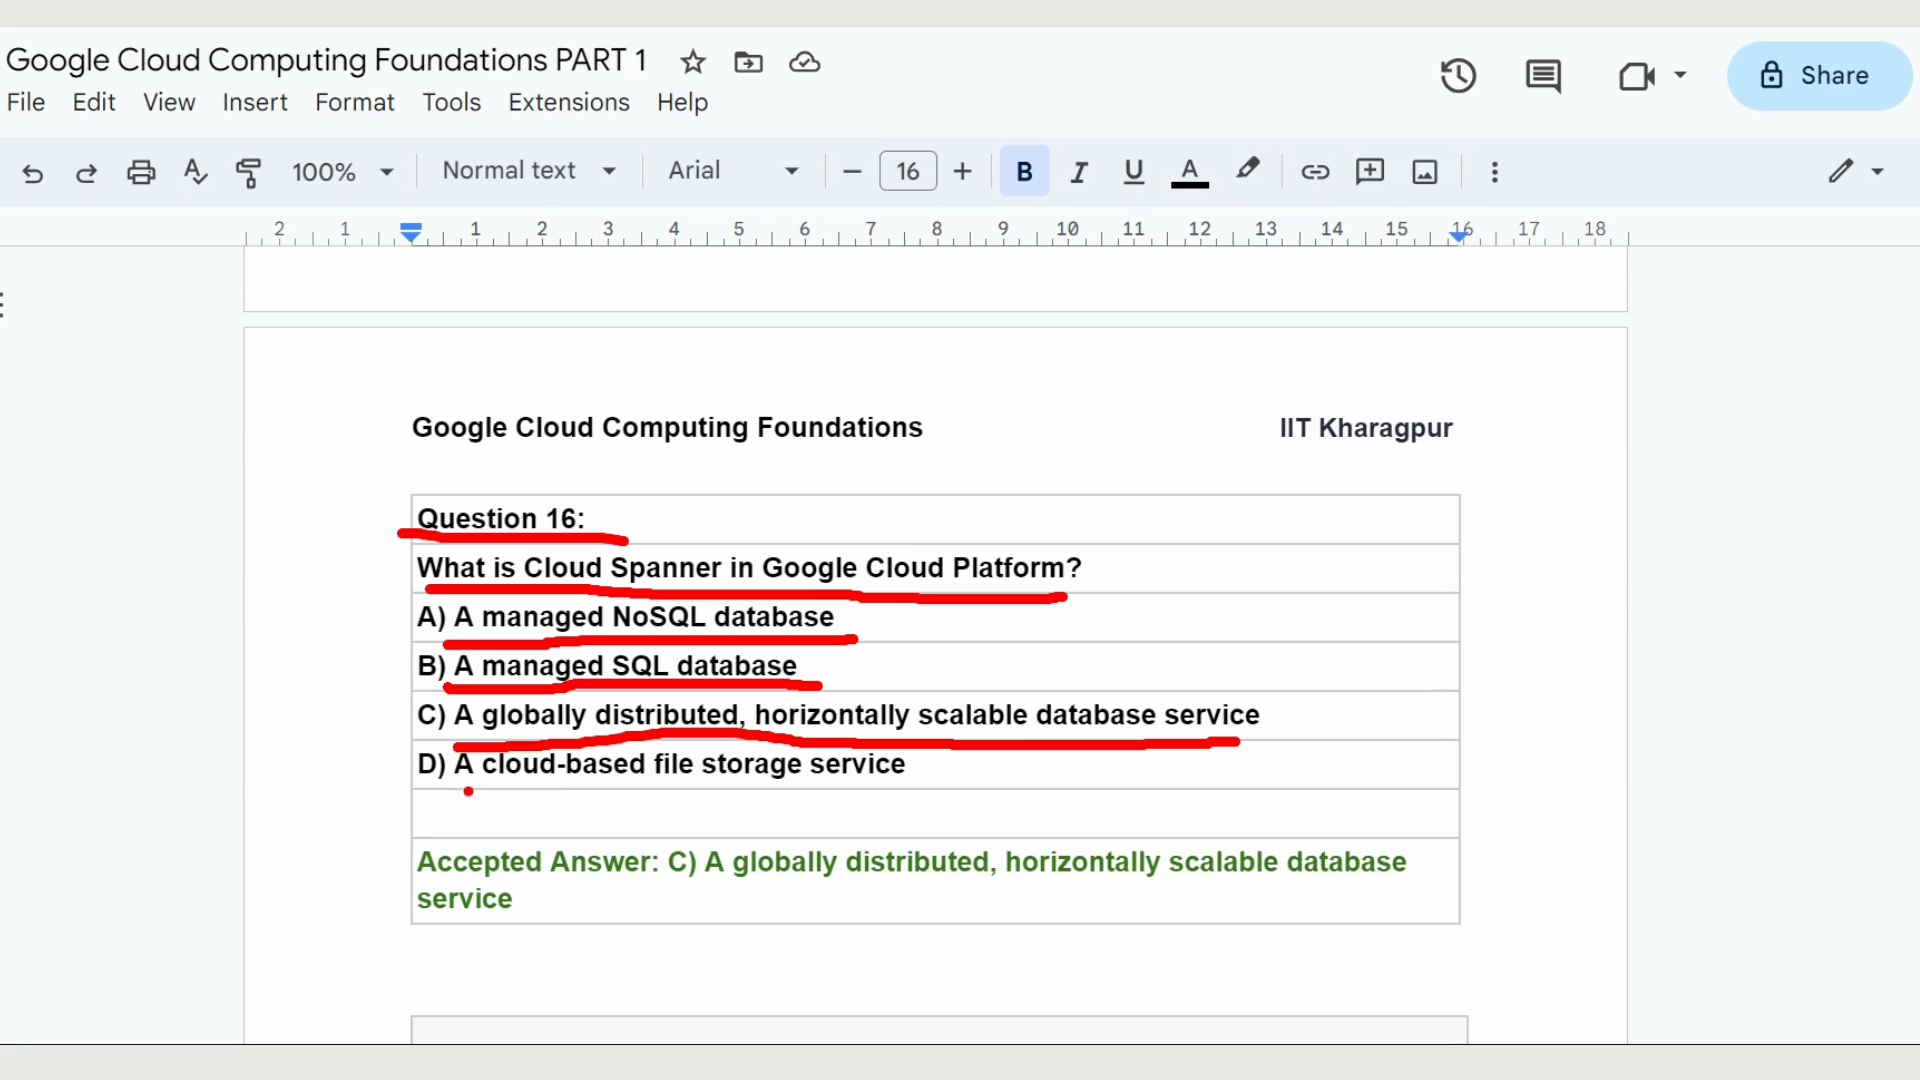 Google Cloud Computing Foundations PART 1
File Edit View Insert Format Tools Extensions Help
Share
100% Normal text Arial 16 B I U A
2 1 1 2 3 4 5 6 7 8 9 10 11 12 13 14 15 16 17 18
Google Cloud Computing Foundations IIT Kharagpur
Question 16:
What is Cloud Spanner in Google Cloud Platform?
A) A managed NoSQL database
B) A managed SQL database
C) A globally distributed, horizontally scalable database service
D) A cloud-based file storage service
Accepted Answer: C) A globally distributed, horizontally scalable database
service